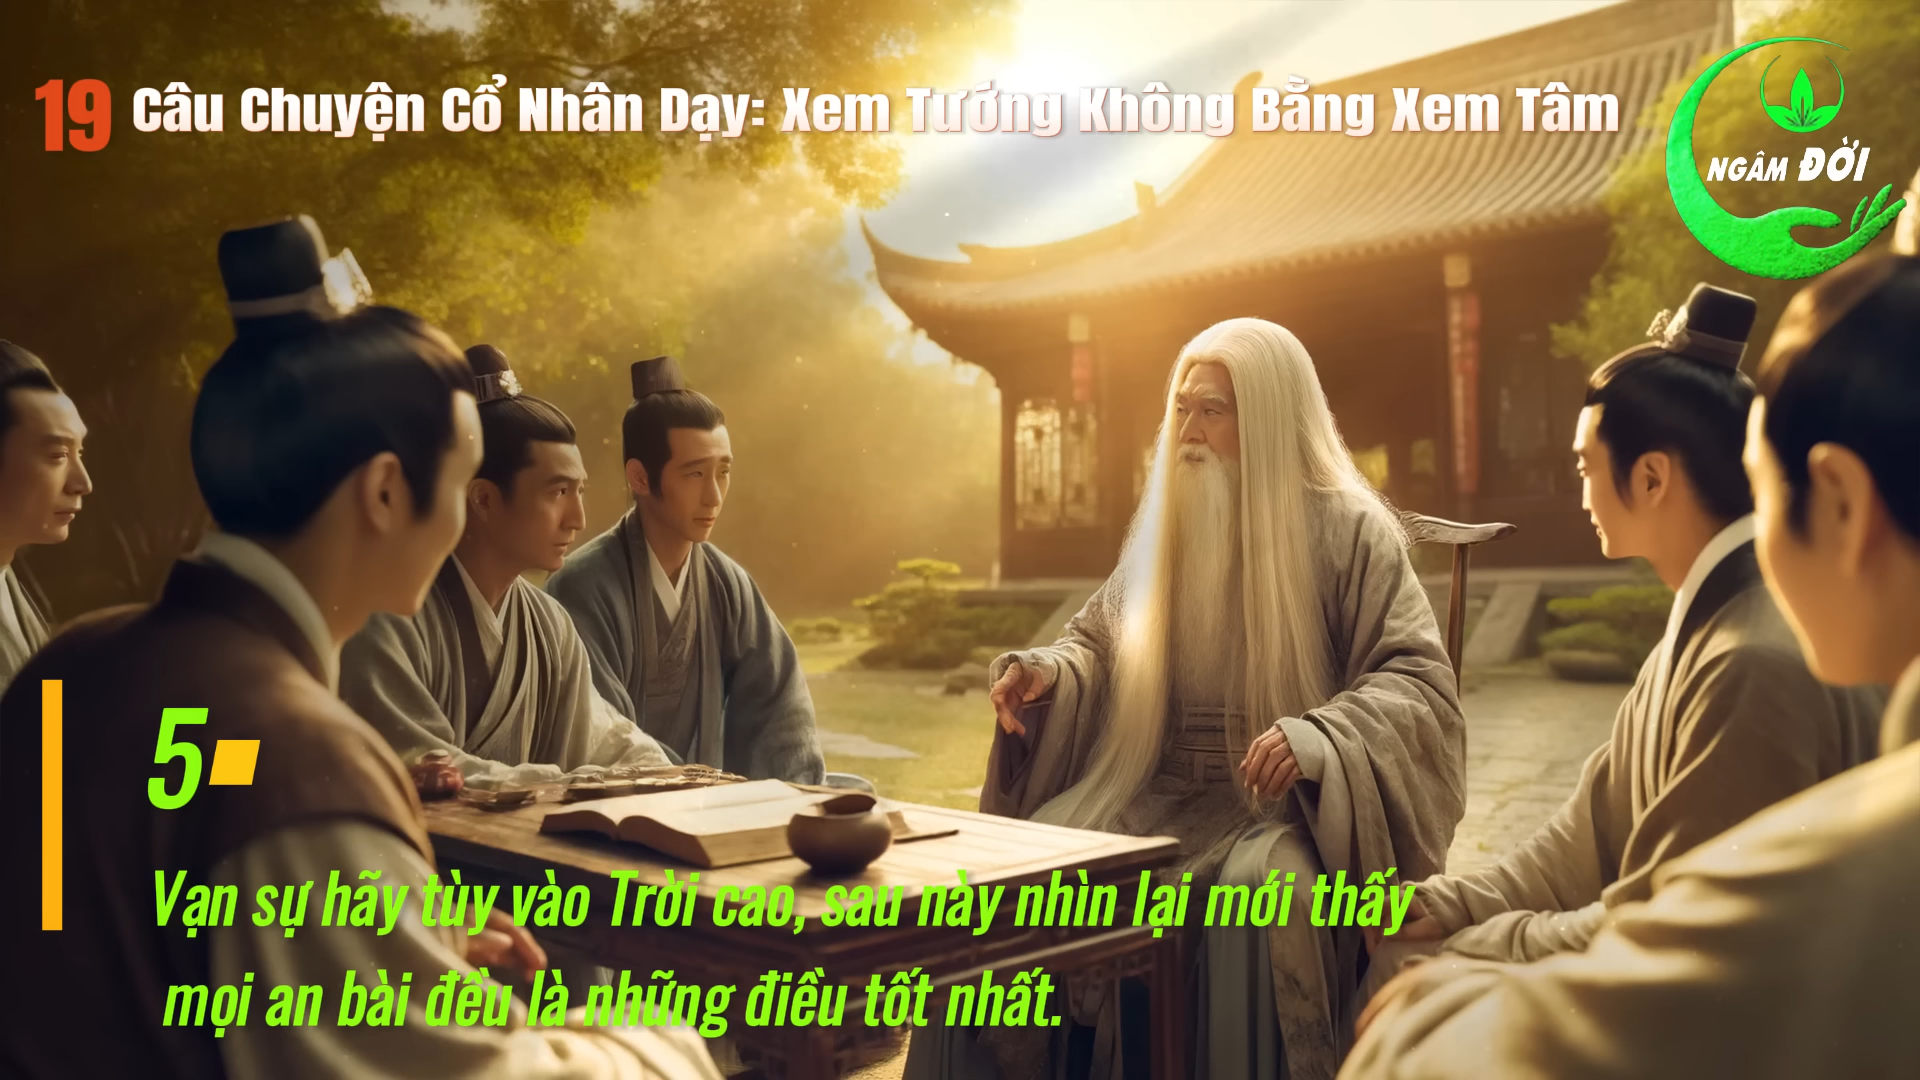 19 Câu Chuyện Cổ Nhân Dạy: Xem Tướng Không Bằng Xem Tâm
NGÂM ĐỜI
5
Vạn sự hãy tùy vào Trời cao, sau này nhìn lại mới thấy
mọi an bài đều là những điều tốt nhất.